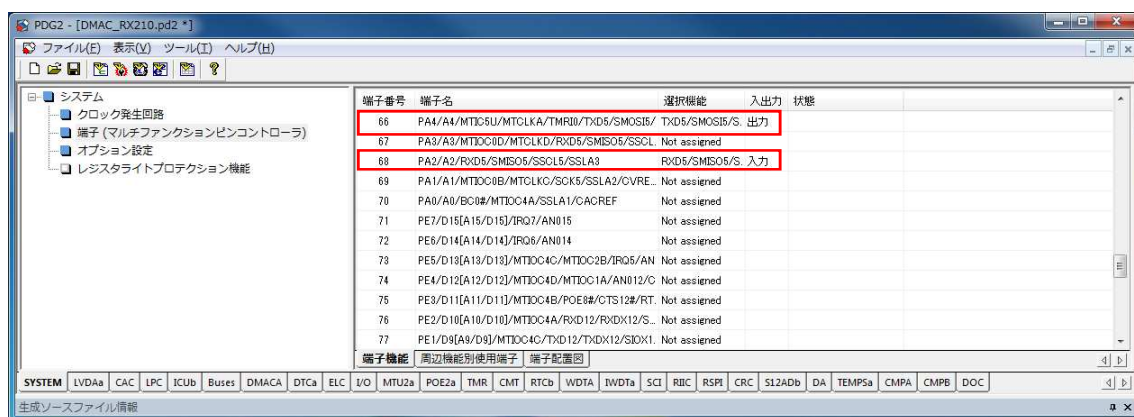 PDG2 - [DMAC_RX210.pd2 *]
ファイル(F) 表示(V) ツール(T) ヘルプ(H)
システム
クロック発生回路
端子 (マルチファンクションピンコントローラ)
オプション設定
レジスタライトプロテクション機能
端子番号 端子名 選択機能 入出力 状態
66 PA4/A4/MTIC5U/MTCLKA/TMRI0/TXD5/SMOSI5/ TXD5/SMOSI5/S. 出力
67 PA3/A3/MTIOC0D/MTCLKD/RXD5/SMISO5/SSCL. Not assigned
68 PA2/A2/RXD5/SMISO5/SSCL5/SSLA3 RXD5/SMISO5/S. 入力
69 PA1/A1/MTIOC0B/MTCLKC/SCK5/SSLA2/CVRE... Not assigned
70 PA0/A0/BC0#/MTIOC4A/SSLA1/CACREF Not assigned
71 PE7/D15[A15/D15]/IRQ7/AN015 Not assigned
72 PE6/D14[A14/D14]/IRQ6/AN014 Not assigned
73 PE5/D13[A13/D13]/MTIOC4C/MTIOC2B/IRQ5/AN Not assigned
74 PE4/D12[A12/D12]/MTIOC4D/MTIOC1A/AN012/C Not assigned
75 PE3/D11[A11/D11]/MTIOC4B/POE8#/CTS12#/RT. Not assigned
76 PE2/D10[A10/D10]/MTIOC4A/RXD12/RXDX12/S... Not assigned
77 PE1/D9[A9/D9]/MTIOC4C/TXD12/TXDX12/SIOX1. Not assigned
端子機能 周辺機能別使用端子 端子配置図
SYSTEM LVDAa CAC LPC ICUb Buses DMACA DTCa ELC I/O MTU2a POE2a TMR CMT RTCb WDTA IWDTa SCI RIIC RSPI CRC S12ADb DA TEMPSa CMPA CMPB DOC
生成ソースファイル情報